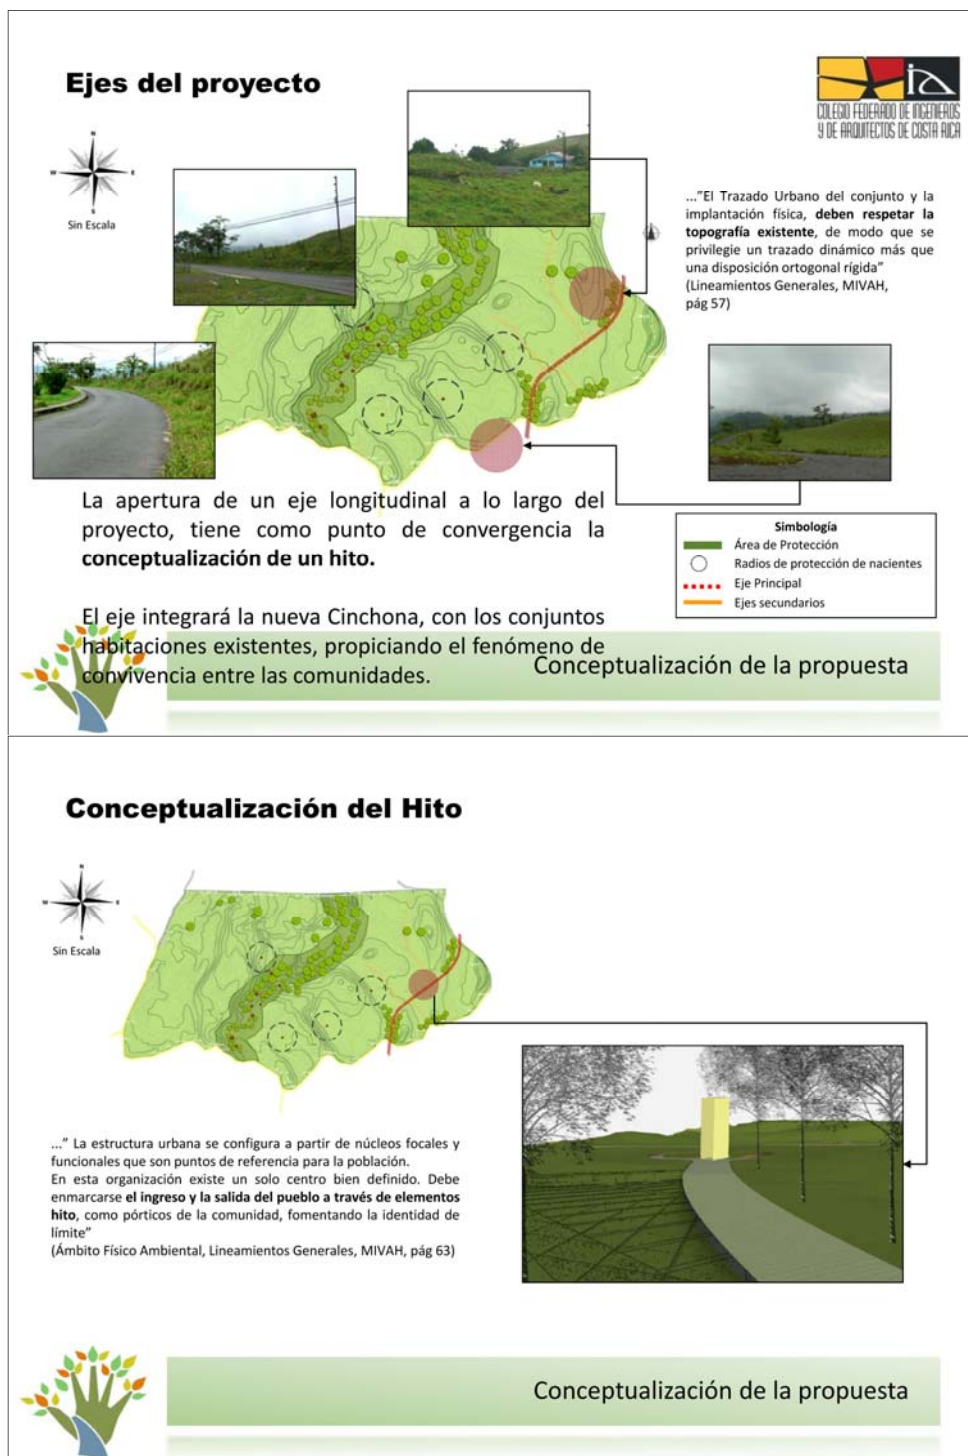 Ejes del proyecto
COLEGIO FEDERADO DE INGENIEROS
Y DE ARQUITECTOS DE COSTA RICA
N
W E
S
Sin Escala
..."El Trazado Urbano del conjunto y la
implantación física, deben respetar la
topografía existente, de modo que se
privilegie un trazado dinámico más que
una disposición ortogonal rígida"
(Lineamientos Generales, MIVAH,
pág 57)
La apertura de un eje longitudinal a lo largo del
proyecto, tiene como punto de convergencia la
conceptualización de un hito.
Simbología
Área de Protección
Radios de protección de nacientes
Eje Principal
Ejes secundarios
El eje integrará la nueva Cinchona, con los conjuntos
habitaciones existentes, propiciando el fenómeno de
convivencia entre las comunidades.
Conceptualización de la propuesta
Conceptualización del Hito
N
W E
S
Sin Escala
..." La estructura urbana se configura a partir de núcleos focales y
funcionales que son puntos de referencia para la población.
En esta organización existe un solo centro bien definido. Debe
enmarcarse el ingreso y la salida del pueblo a través de elementos
hito, como pórticos de la comunidad, fomentando la identidad de
límite"
(Ámbito Físico Ambiental, Lineamientos Generales, MIVAH, pág 63)
Conceptualización de la propuesta